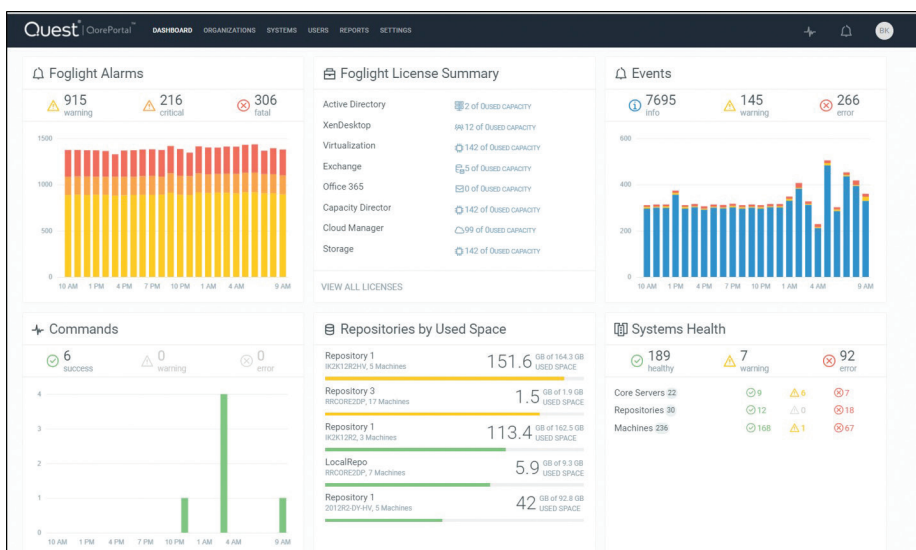 Quest | QorePortal™ DASHBOARD ORGANIZATIONS SYSTEMS USERS REPORTS SETTINGS BK
Foglight Alarms
915 warning
216 critical
306 fatal
1500
1000
500
0
10 AM 1 PM 4 PM 7 PM 10 PM 1 AM 4 AM 9 AM
Foglight License Summary
Active Directory 2 of 0 USED CAPACITY
XenDesktop 12 of 0 USED CAPACITY
Virtualization 142 of 0 USED CAPACITY
Exchange 5 of 0 USED CAPACITY
Office 365 0 of 0 USED CAPACITY
Capacity Director 142 of 0 USED CAPACITY
Cloud Manager 99 of 0 USED CAPACITY
Storage 142 of 0 USED CAPACITY
VIEW ALL LICENSES
Events
7695 info
145 warning
266 error
600
400
200
0
10 AM 1 PM 4 PM 7 PM 10 PM 1 AM 4 AM 9 AM
Commands
6 success
0 warning
0 error
4
3
2
1
0
10 AM 1 PM 4 PM 7 PM 10 PM 1 AM 4 AM 9 AM
Repositories by Used Space
Repository 1
IK2K12R2HV, 5 Machines
151.6 GB of 164.3 GB
USED SPACE
Repository 3
RRCORE2DP, 17 Machines
1.5 GB of 1.9 GB
USED SPACE
Repository 1
IK2K12R2, 3 Machines
113.4 GB of 162.5 GB
USED SPACE
LocalRepo
RRCORE2DP, 7 Machines
5.9 GB of 9.3 GB
USED SPACE
Repository 1
2012R2-DY-HV, 5 Machines
42 GB of 92.8 GB
USED SPACE
Systems Health
189 healthy
7 warning
92 error
Core Servers 22 9 6 7
Repositories 30 12 0 18
Machines 236 168 1 67